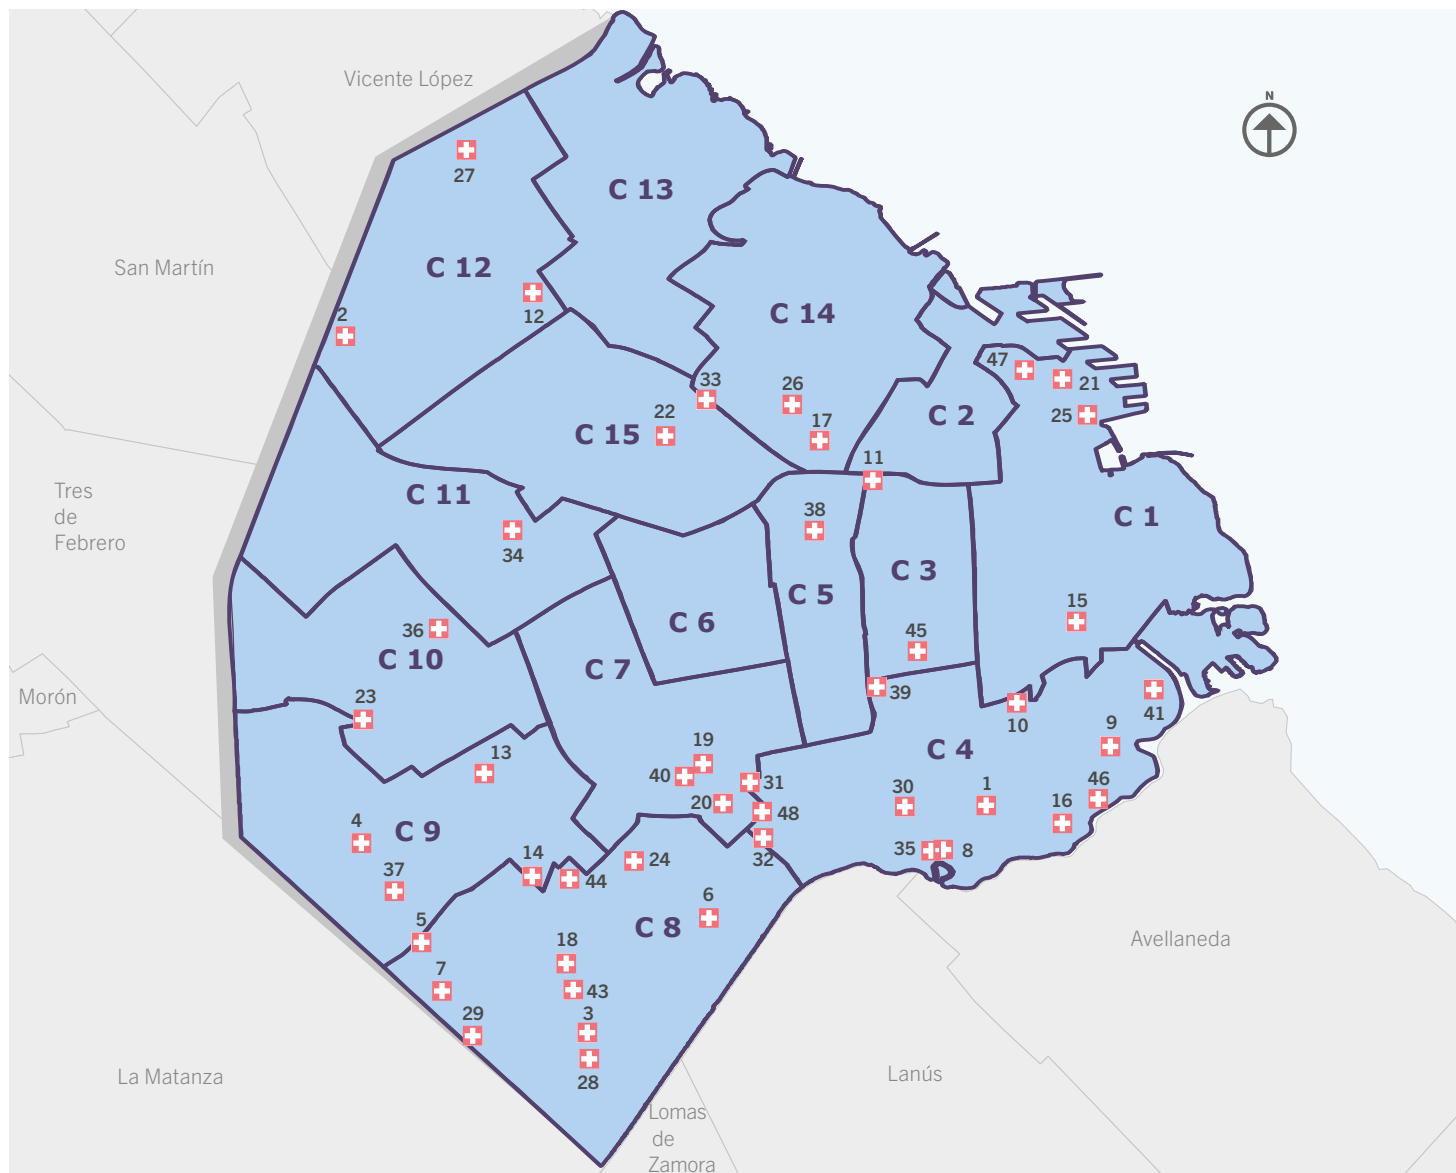 N
Vicente López
27
C 13
San Martín
C 12
2
12
C 14
47
21
33
26
25
22
17
C 2
C 15
11
Tres
de
Febrero
C 11
38
C 1
34
C 3
C 5
15
36
C 6
45
C 10
C 7
Morón
23
39
41
10
9
19
C 4
13
40
31
30
1
46
20
48
16
4
C 9
35
8
32
14
24
44
37
6
5
C 8
18
Avellaneda
7
43
29
3
La Matanza
28
Lanús
Lomas
de
Zamora